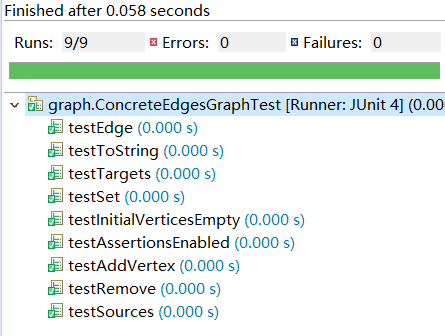 Finished after 0.058 seconds
Runs: 9/9 Errors: 0 Failures: 0
graph.ConcreteEdgesGraphTest [Runner: JUnit 4] (0.00
testEdge (0.000 s)
testToString (0.000 s)
testTargets (0.000 s)
testSet (0.000 s)
testInitialVerticesEmpty (0.000 s)
testAssertionsEnabled (0.000 s)
testAddVertex (0.000 s)
testRemove (0.000 s)
testSources (0.000 s)